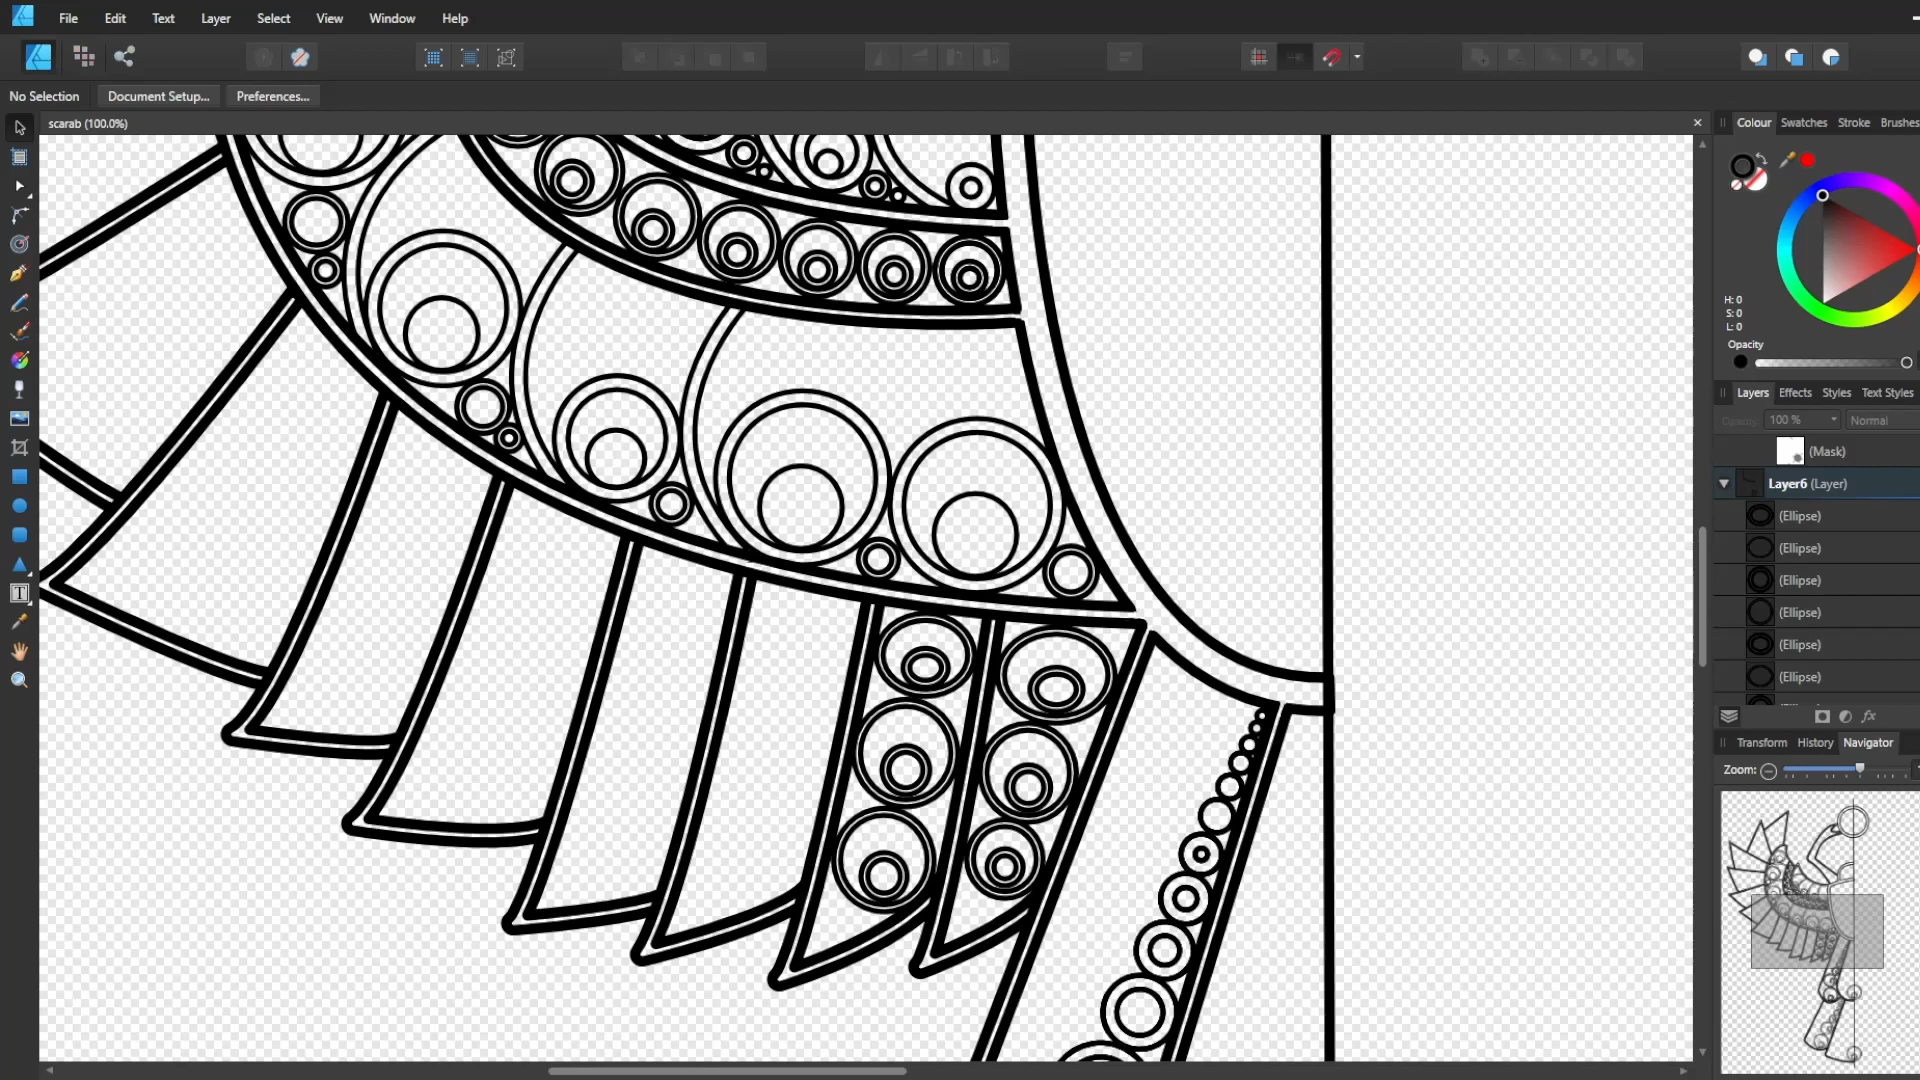 File Edit Text Layer Select View Window Help
No Selection Document Setup... Preferences...
scarab (100.0%)
Colour Swatches Stroke Brushes
H: 0
S: 0
L: 0
Opacity
Layers Effects Styles Text Styles
Opacity: 100 % Normal
(Mask)
Layer6 (Layer)
(Ellipse)
(Ellipse)
(Ellipse)
(Ellipse)
(Ellipse)
(Ellipse)
Transform History Navigator
Zoom: